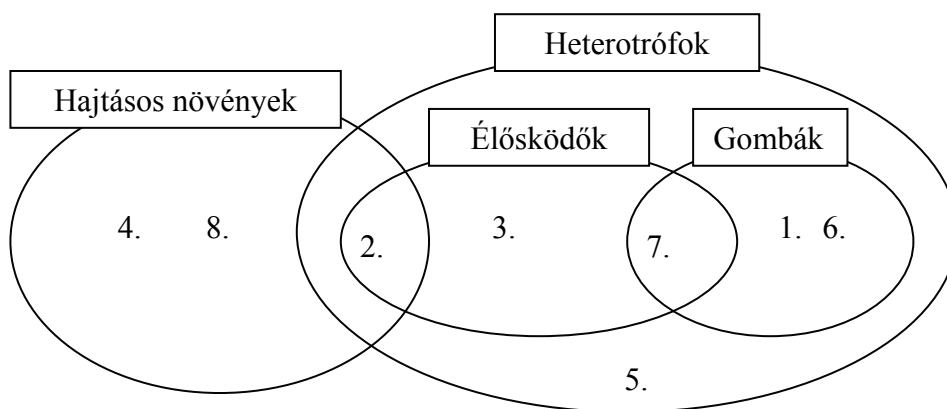 Heterotrófok
Hajtásos növények
Élősködők
Gombák
4. 8. 2. 3. 7. 1. 6.
5.